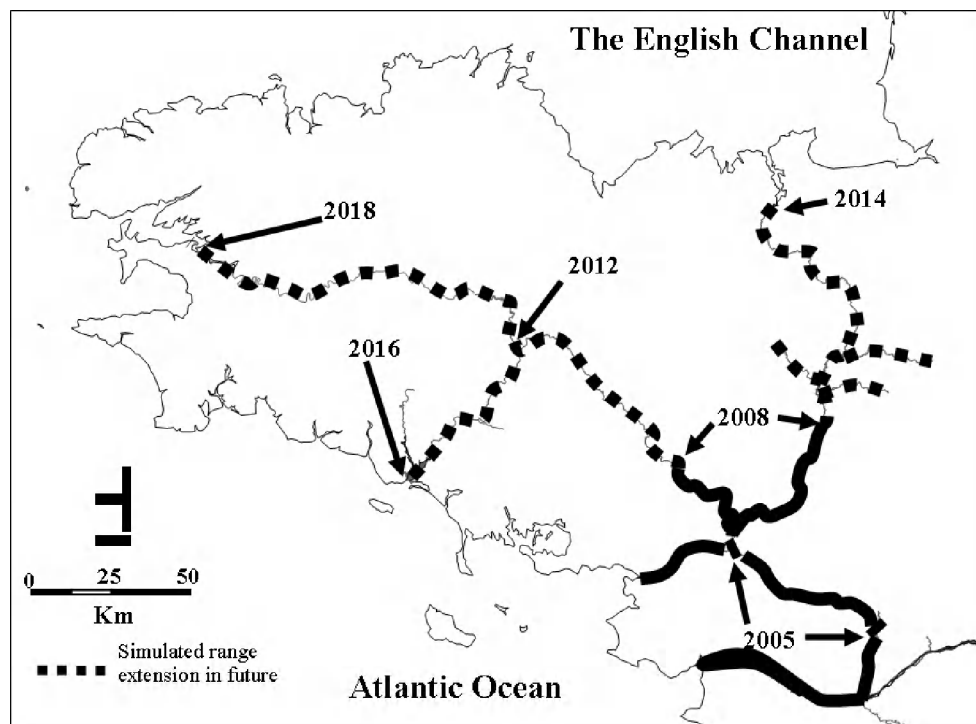 The English Channel
2018
2014
2012
2016
2008
0 25 50
Km
2005
Simulated range
extension in future
Atlantic Ocean